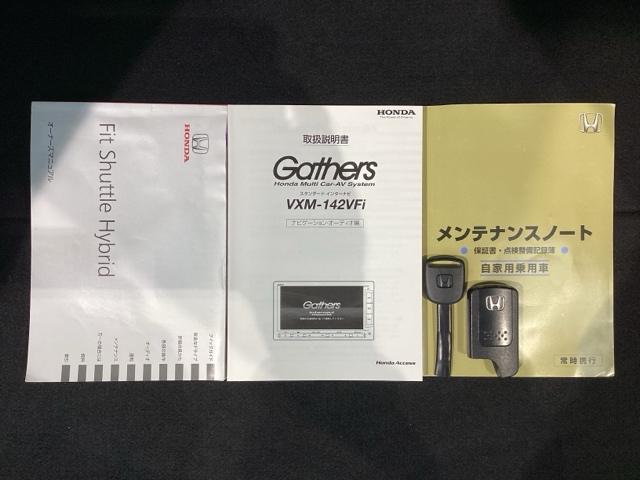 HONDA
Fit Shuttle Hybrid
オーナーズマニュアル
HONDA
The Power of Dreams
取扱説明書
Gathers
Honda Multi Car-AV System
スタンダード インターナビ
VXM-142VFi
ナビゲーション・オーディオ編
Gathers
Honda Access
メンテナンスノート
保証書・点検整備記録簿
自家用乗用車
常時携行